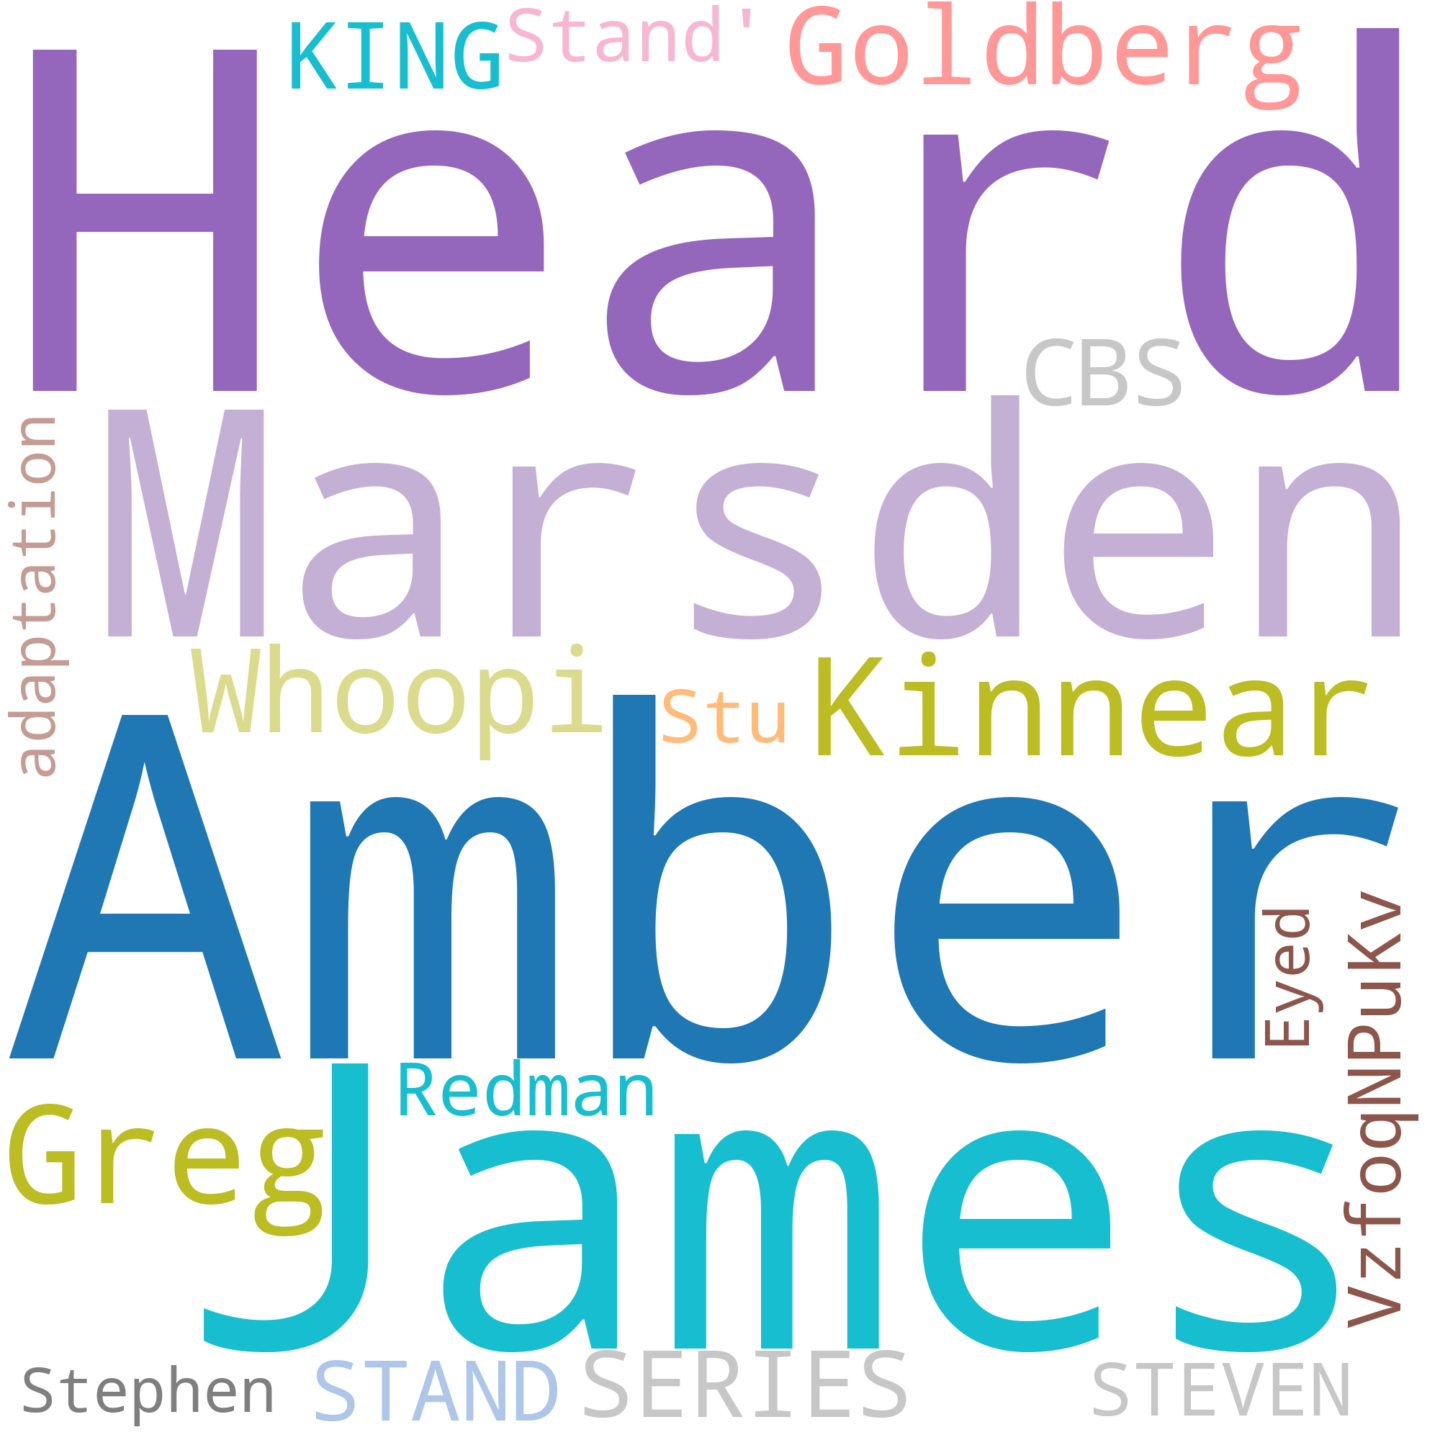 KING Stand' Goldberg
Heard
CBS
adaptation
Marsden
Whoopi Stu Kinnear
Amber
Eyed
VzfoqNPuKv
Redman
Greg
James
Stephen STAND SERIES STEVEN